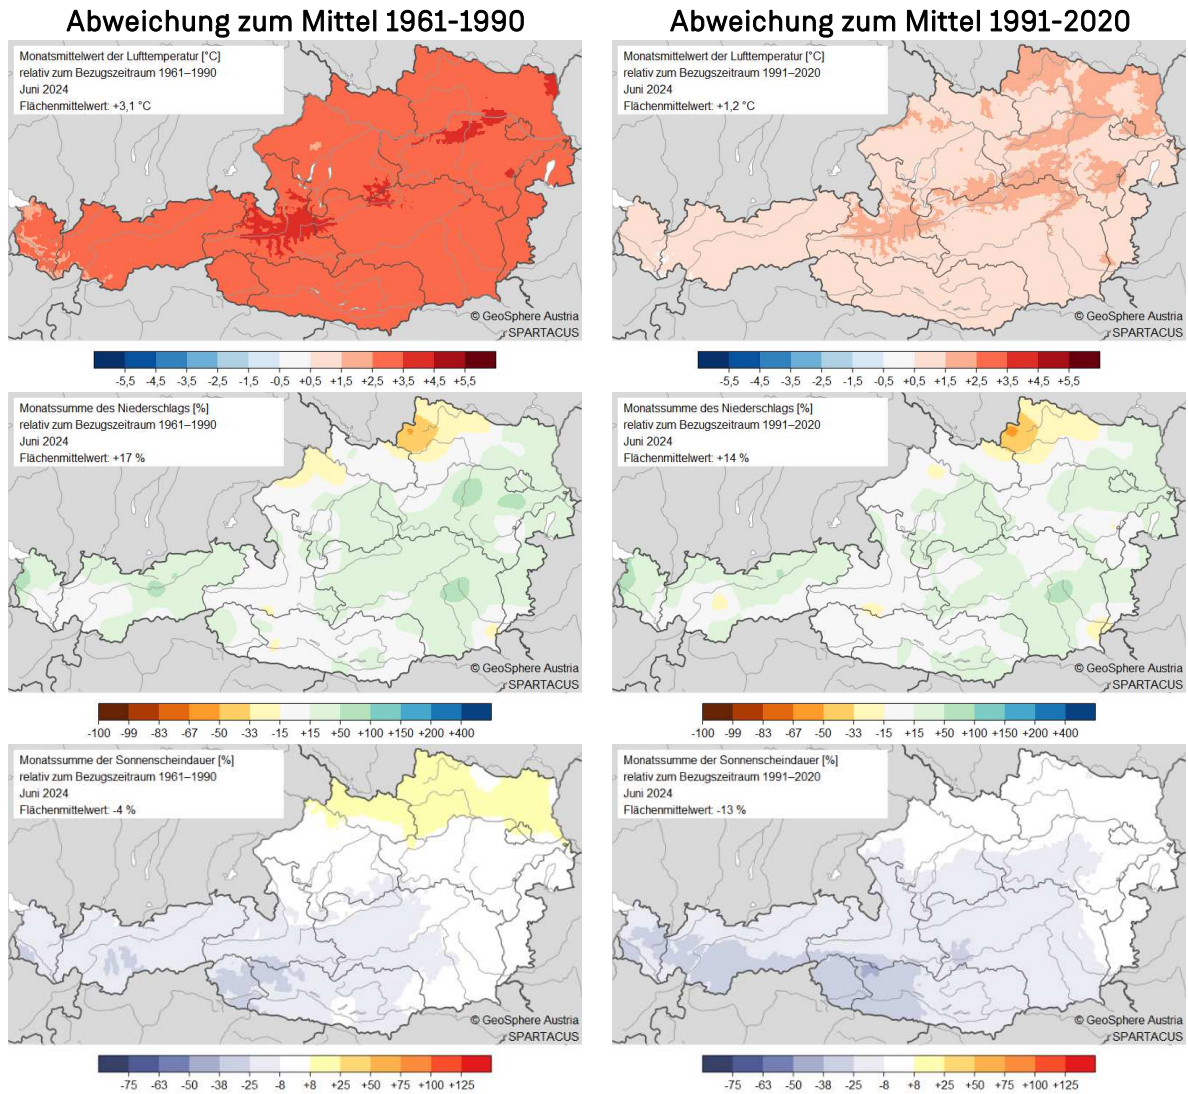 Abweichung zum Mittel 1961-1990
Abweichung zum Mittel 1991-2020
Monatsmittelwert der Lufttemperatur [°C]
relativ zum Bezugszeitraum 1961–1990
Juni 2024
Flächenmittelwert: +3,1 °C
© GeoSphere Austria
SPARTACUS
-5,5 -4,5 -3,5 -2,5 -1,5 -0,5 +0,5 +1,5 +2,5 +3,5 +4,5 +5,5
Monatsmittelwert der Lufttemperatur [°C]
relativ zum Bezugszeitraum 1991–2020
Juni 2024
Flächenmittelwert: +1,2 °C
© GeoSphere Austria
SPARTACUS
-5,5 -4,5 -3,5 -2,5 -1,5 -0,5 +0,5 +1,5 +2,5 +3,5 +4,5 +5,5
Monatssumme des Niederschlags [%]
relativ zum Bezugszeitraum 1961–1990
Juni 2024
Flächenmittelwert: +17 %
© GeoSphere Austria
SPARTACUS
-100 -99 -83 -67 -50 -33 -15 +15 +50 +100 +150 +200 +400
Monatssumme des Niederschlags [%]
relativ zum Bezugszeitraum 1991–2020
Juni 2024
Flächenmittelwert: +14 %
© GeoSphere Austria
SPARTACUS
-100 -99 -83 -67 -50 -33 -15 +15 +50 +100 +150 +200 +400
Monatssumme der Sonnenscheindauer [%]
relativ zum Bezugszeitraum 1961–1990
Juni 2024
Flächenmittelwert: -4 %
© GeoSphere Austria
SPARTACUS
-75 -63 -50 -38 -25 -8 +8 +25 +50 +75 +100 +125
Monatssumme der Sonnenscheindauer [%]
relativ zum Bezugszeitraum 1991–2020
Juni 2024
Flächenmittelwert: -13 %
© GeoSphere Austria
SPARTACUS
-75 -63 -50 -38 -25 -8 +8 +25 +50 +75 +100 +125